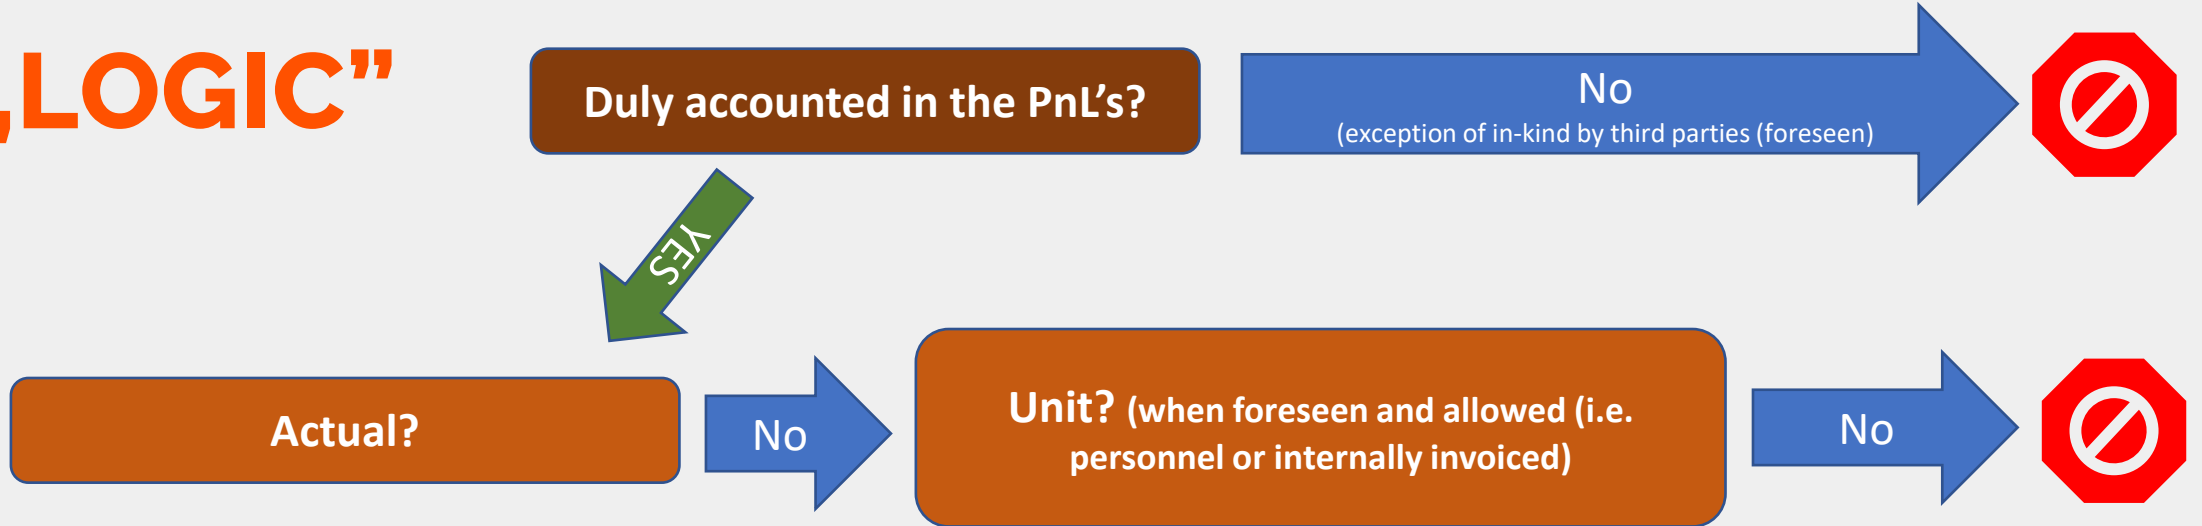 „LOGIC”
Duly accounted in the PnL’s?
No
(exception of in-kind by third parties (foreseen)
YES
Actual?
No
Unit? (when foreseen and allowed (i.e.
personnel or internally invoiced)
No